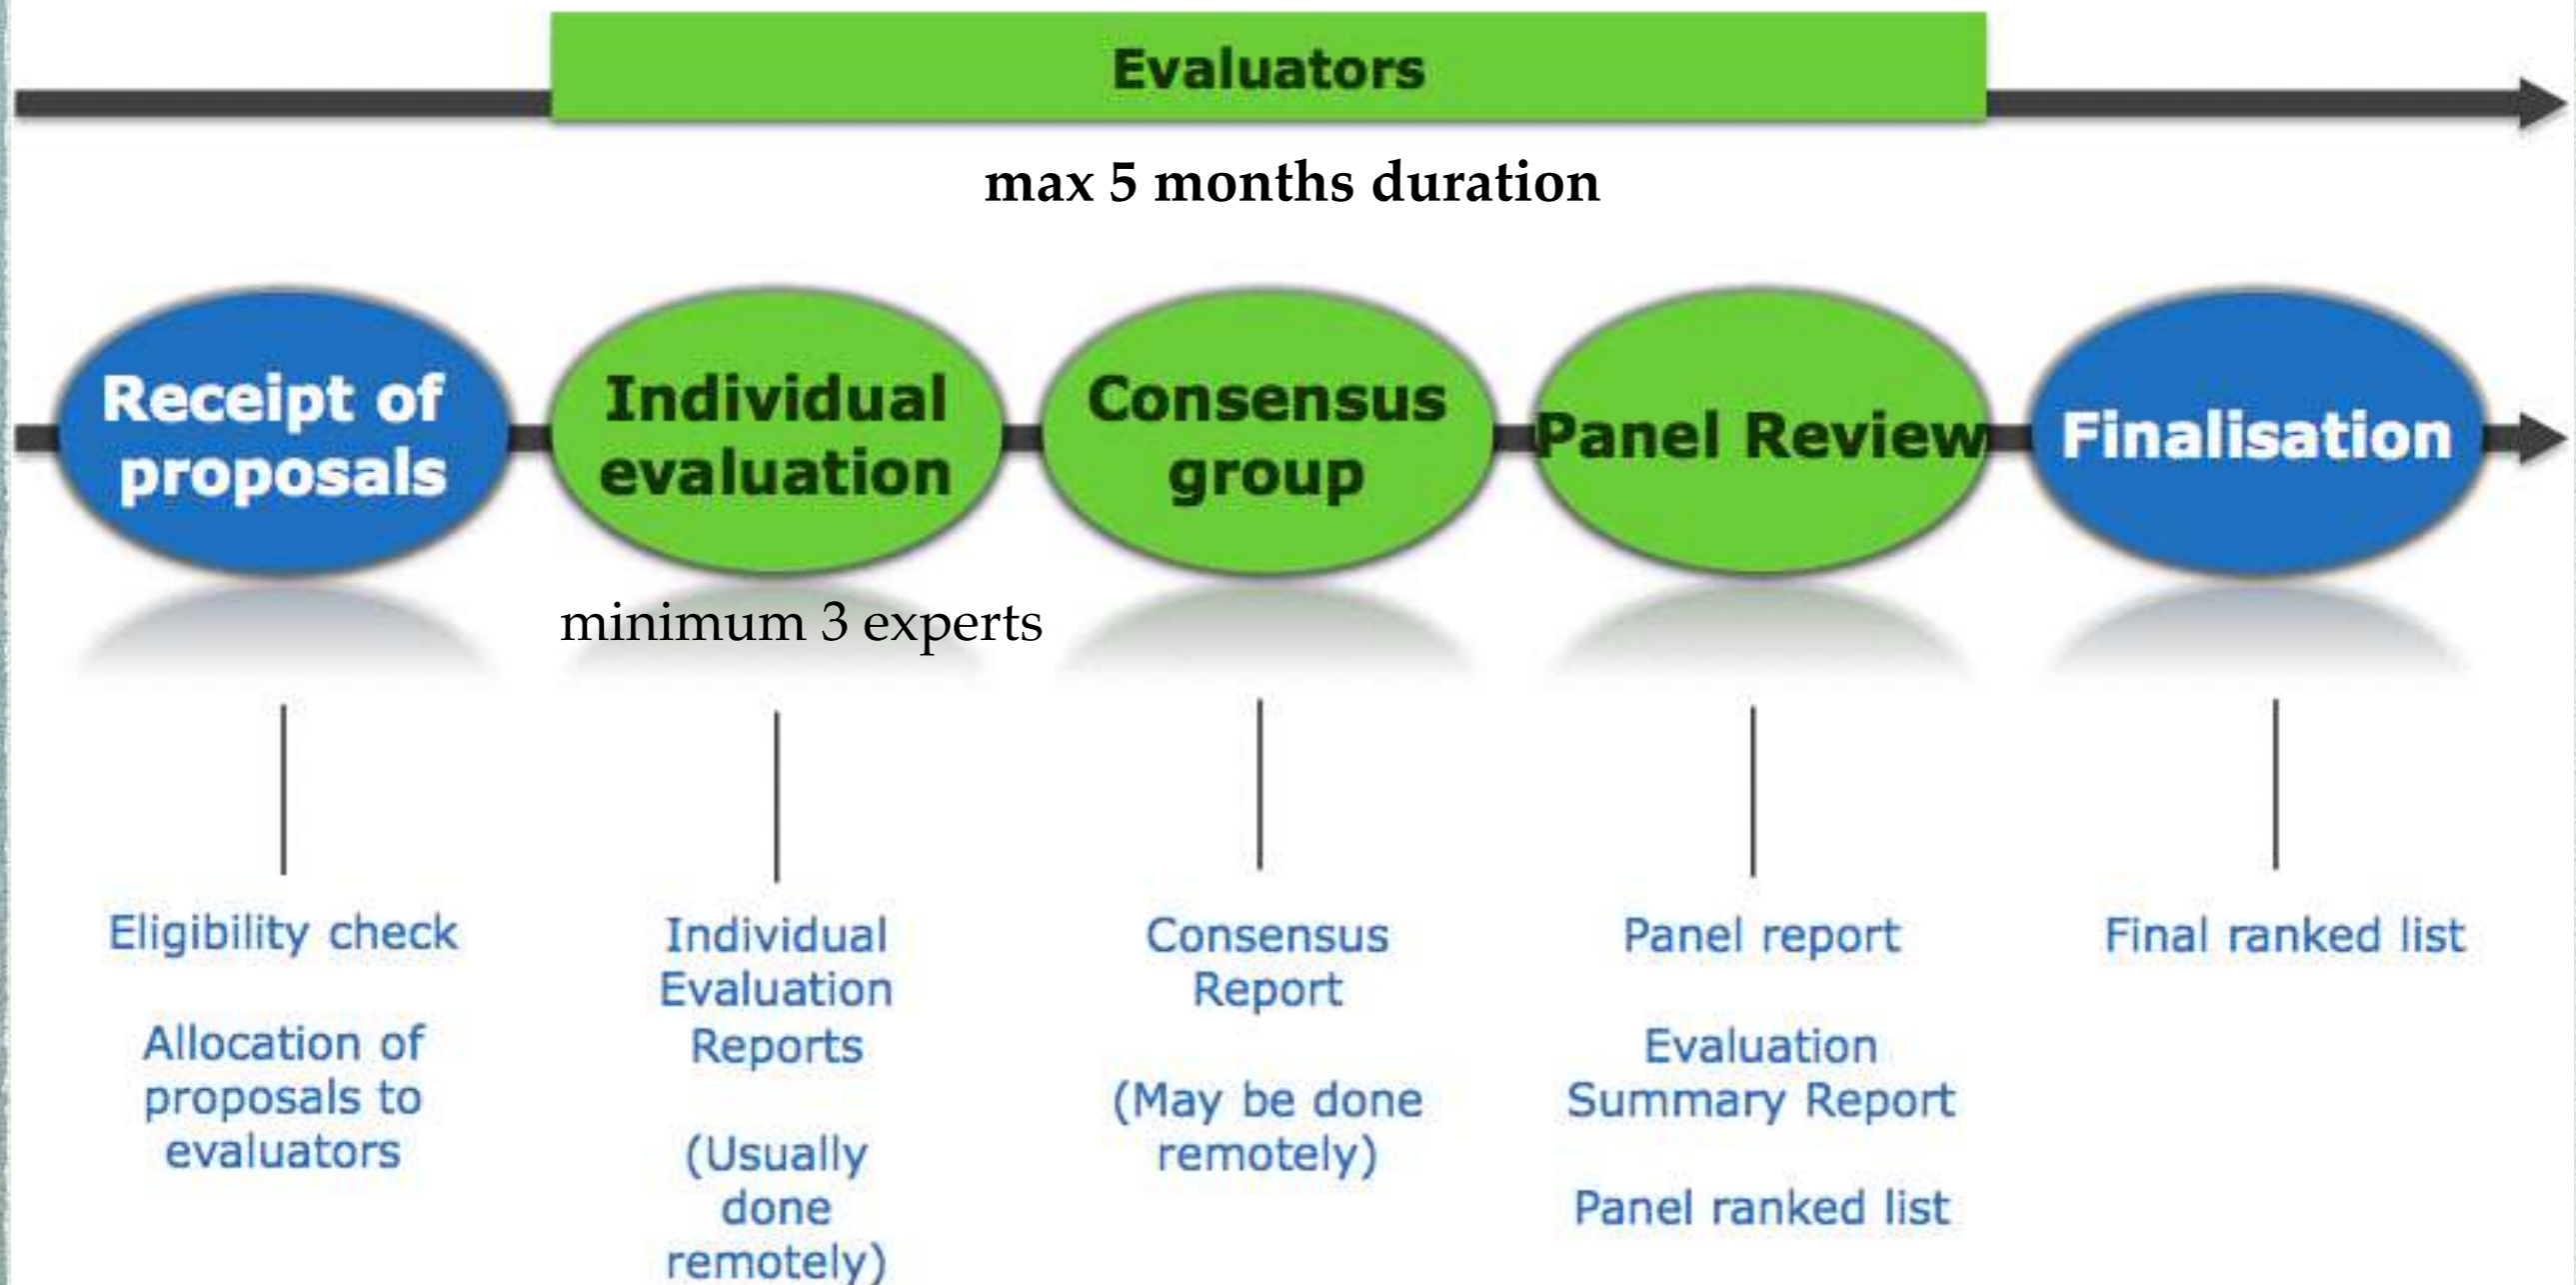 Evaluators
max 5 months duration
Receipt of
proposals
Individual
evaluation
Consensus
group
Panel Review
Finalisation
minimum 3 experts
Eligibility check
Allocation of
proposals to
evaluators
Individual
Evaluation
Reports
(Usually
done
remotely)
Consensus
Report
(May be done
remotely)
Panel report
Evaluation
Summary Report
Panel ranked list
Final ranked list